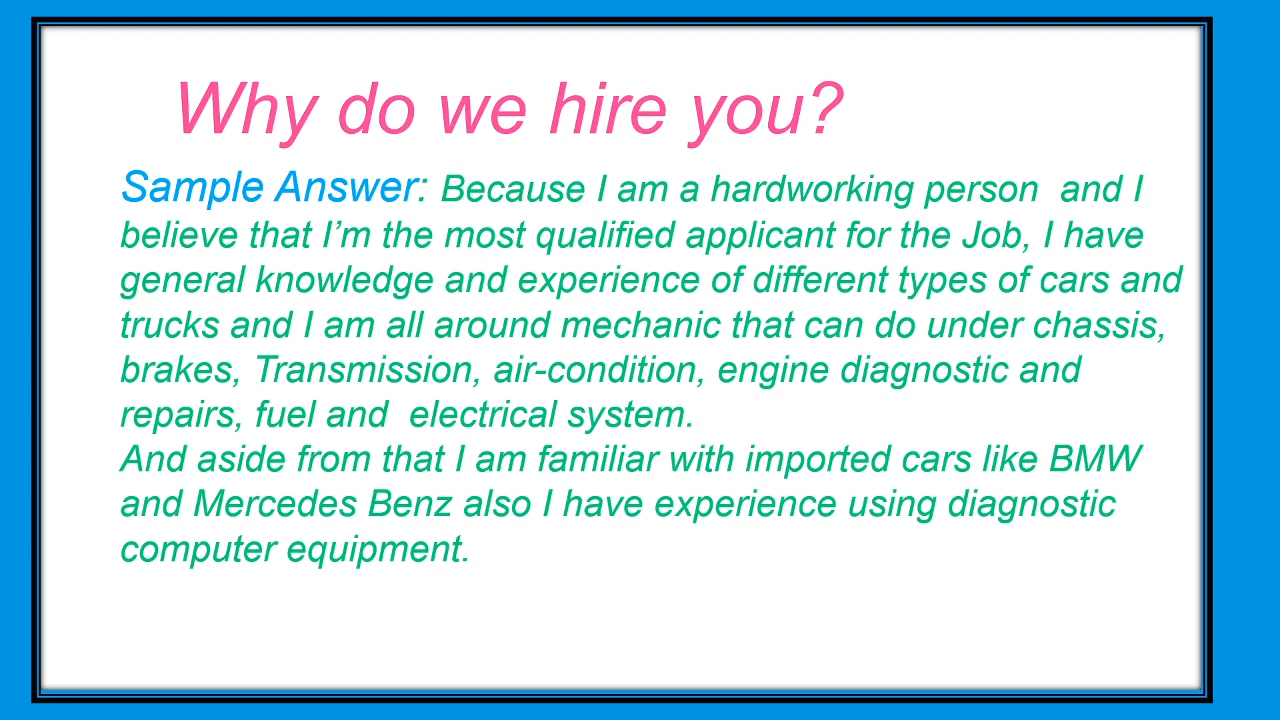 Why do we hire you?
Sample Answer: Because I am a hardworking person  and I
believe that I’m the most qualified applicant for the Job, I have
general knowledge and experience of different types of cars and
trucks and I am all around mechanic that can do under chassis,
brakes, Transmission, air-condition, engine diagnostic and
repairs, fuel and  electrical system.
And aside from that I am familiar with imported cars like BMW
and Mercedes Benz also I have experience using diagnostic
computer equipment.